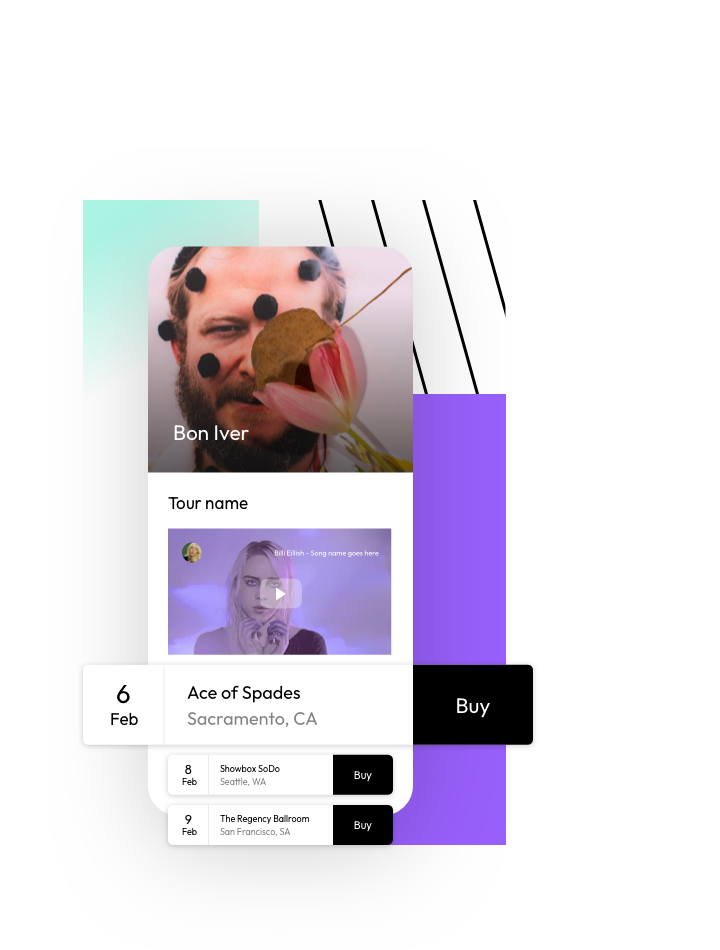 Bon Iver
Tour name
Billi Eillish - Song name goes here
6
Feb
Ace of Spades
Sacramento, CA
Buy
8
Feb
Showbox SoDo
Seattle, WA
Buy
9
Feb
The Regency Ballroom
San Francisco, SA
Buy